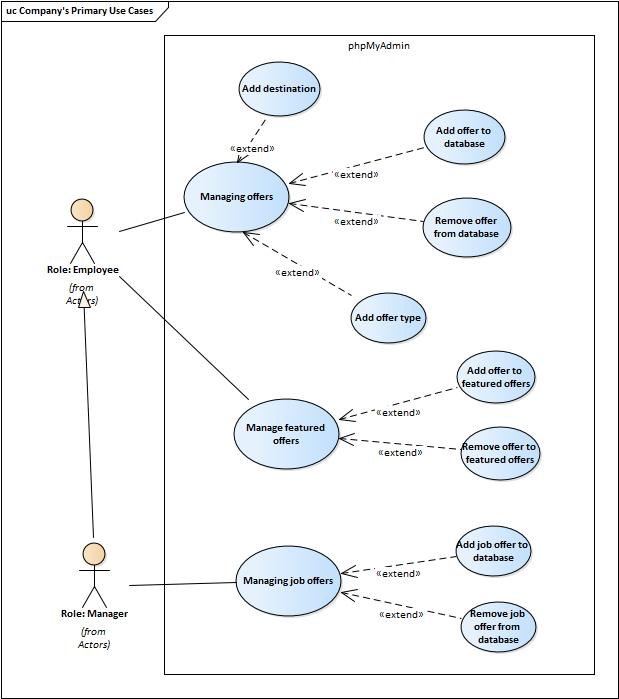 uc Company's Primary Use Cases
phpMyAdmin
Add destination
«extend»
Add offer to
database
«extend»
Managing offers
Remove offer
from database
«extend»
Role: Employee
(from
Actors)
«extend»
Add offer type
Add offer to
featured offers
«extend»
Manage featured
offers
Remove offer to
featured offers
«extend»
Add job offer to
database
«extend»
Managing job offers
Role: Manager
(from
Actors)
Remove job
offer from
database
«extend»